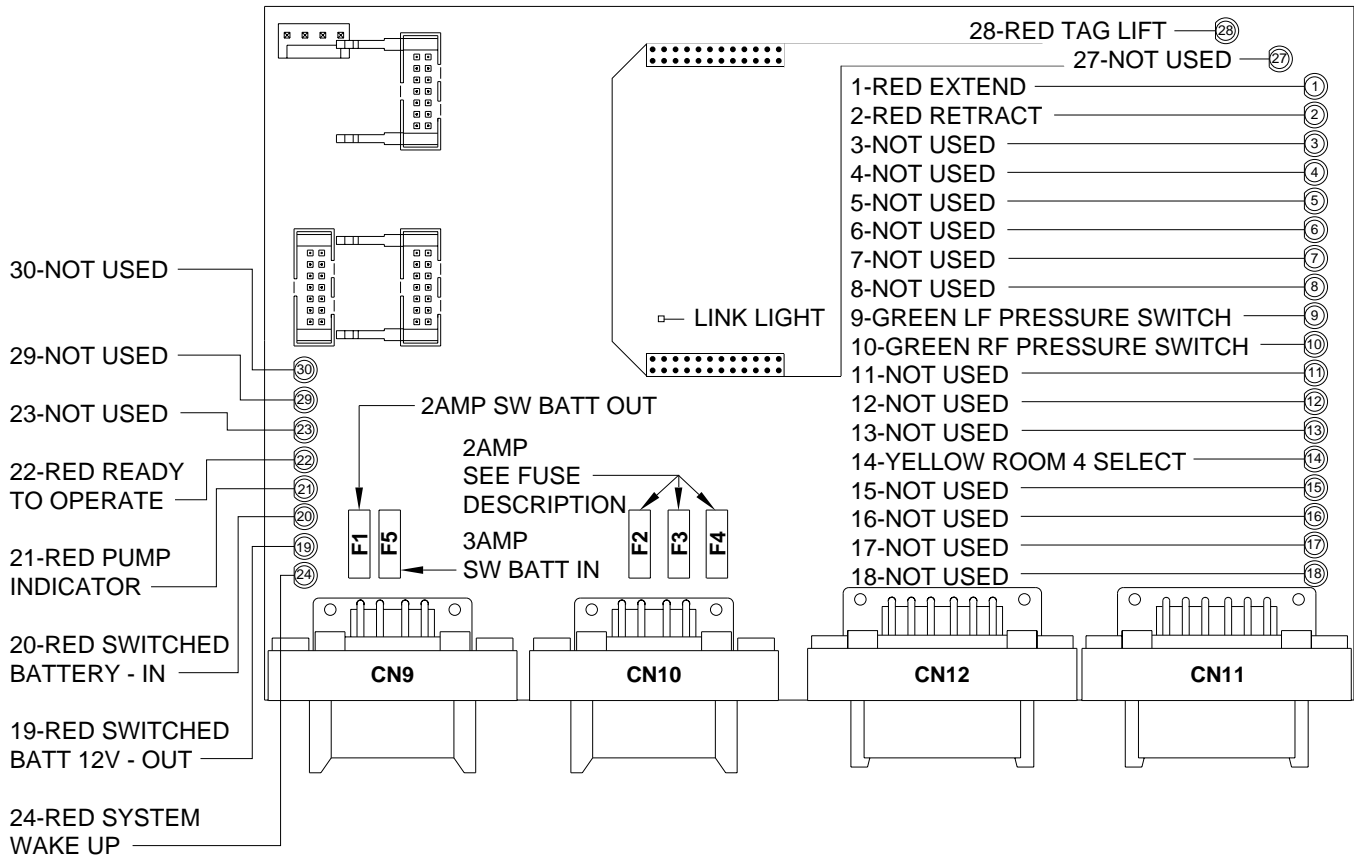 28-RED TAG LIFT
28
27-NOT USED
27
1-RED EXTEND
1
2-RED RETRACT
2
3-NOT USED
3
4-NOT USED
4
5-NOT USED
5
6-NOT USED
6
7-NOT USED
7
8-NOT USED
8
LINK LIGHT
9-GREEN LF PRESSURE SWITCH
9
10-GREEN RF PRESSURE SWITCH
10
11-NOT USED
11
12-NOT USED
12
13-NOT USED
13
14-YELLOW ROOM 4 SELECT
14
15-NOT USED
15
16-NOT USED
16
17-NOT USED
17
18-NOT USED
18
30-NOT USED
30
29-NOT USED
29
23-NOT USED
23
22-RED READY
TO OPERATE
22
21-RED PUMP
INDICATOR
21
20-RED SWITCHED
BATTERY - IN
20
19-RED SWITCHED
BATT 12V - OUT
19
24-RED SYSTEM
WAKE UP
24
2AMP SW BATT OUT
2AMP
SEE FUSE
DESCRIPTION
3AMP
SW BATT IN
F1
F5
F2
F3
F4
CN9
CN10
CN12
CN11